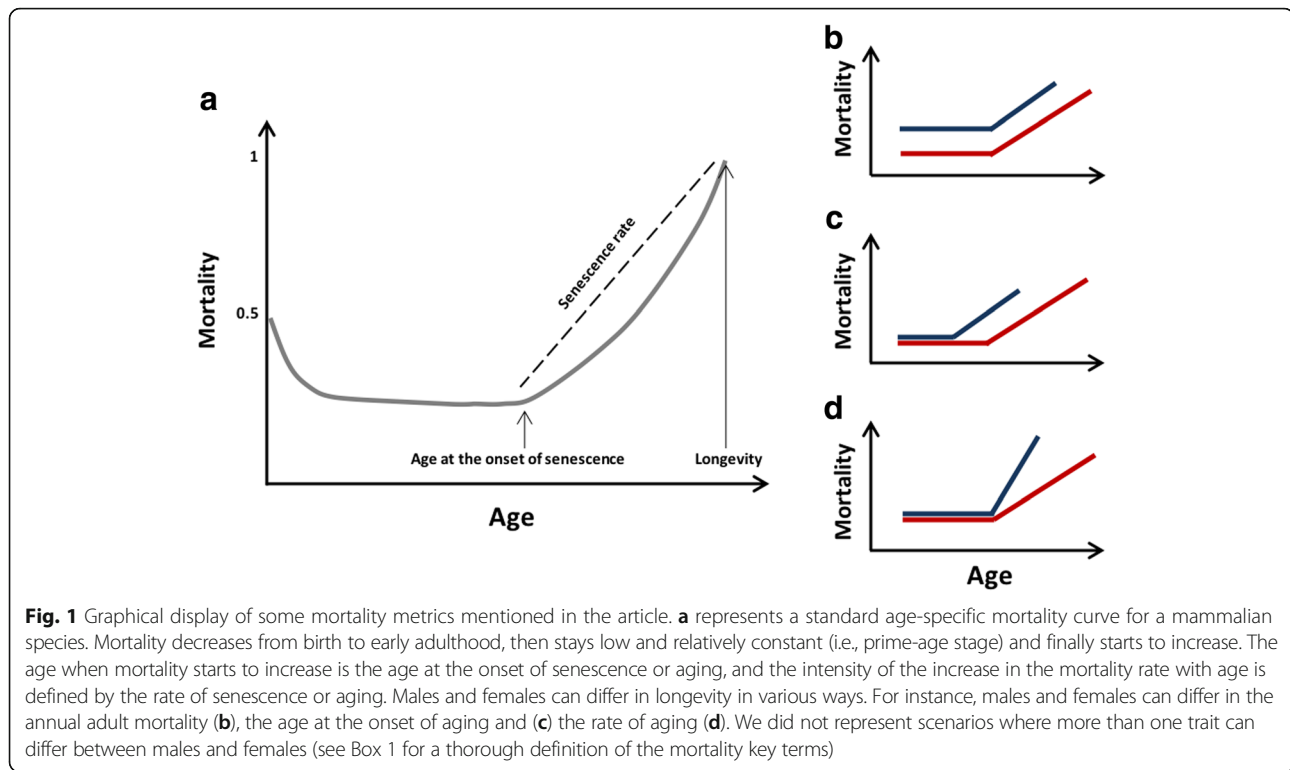 a
1
0.5
Mortality
Senescence rate
Age at the onset of senescence
Longevity
Age
b
Mortality
c
Mortality
d
Mortality
Age
Fig. 1 Graphical display of some mortality metrics mentioned in the article. a represents a standard age-specific mortality curve for a mammalian
species. Mortality decreases from birth to early adulthood, then stays low and relatively constant (i.e., prime-age stage) and finally starts to increase. The
age when mortality starts to increase is the age at the onset of senescence or aging, and the intensity of the increase in the mortality rate with age is
defined by the rate of senescence or aging. Males and females can differ in longevity in various ways. For instance, males and females can differ in the
annual adult mortality (b), the age at the onset of aging and (c) the rate of aging (d). We did not represent scenarios where more than one trait can
differ between males and females (see Box 1 for a thorough definition of the mortality key terms)